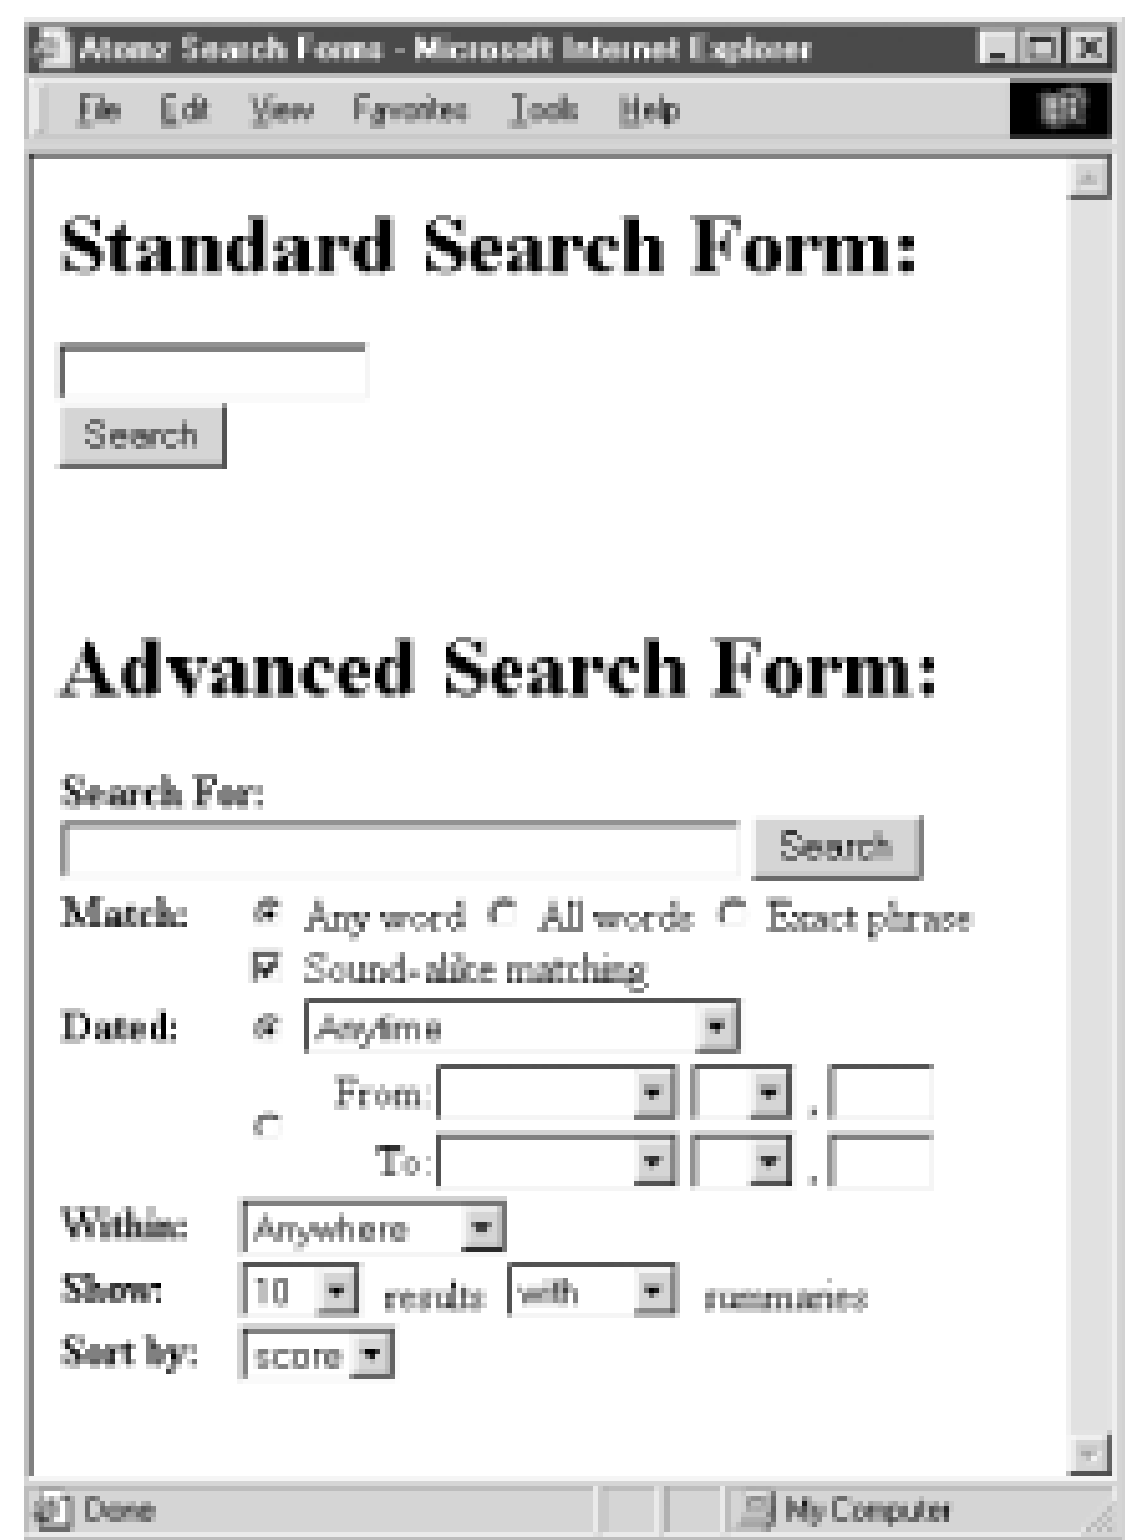 Atomz Search Forms - Microsoft Internet Explorer
File Edit View Favorites Tools Help
Standard Search Form:
Search
Advanced Search Form:
Search For:
Search
Match: Any word All words Exact phrase
Sound-alike matching
Dated: Anytime
From: ,
To: ,
Within: Anywhere
Show: 10 results with summaries
Sort by: score
Done My Computer